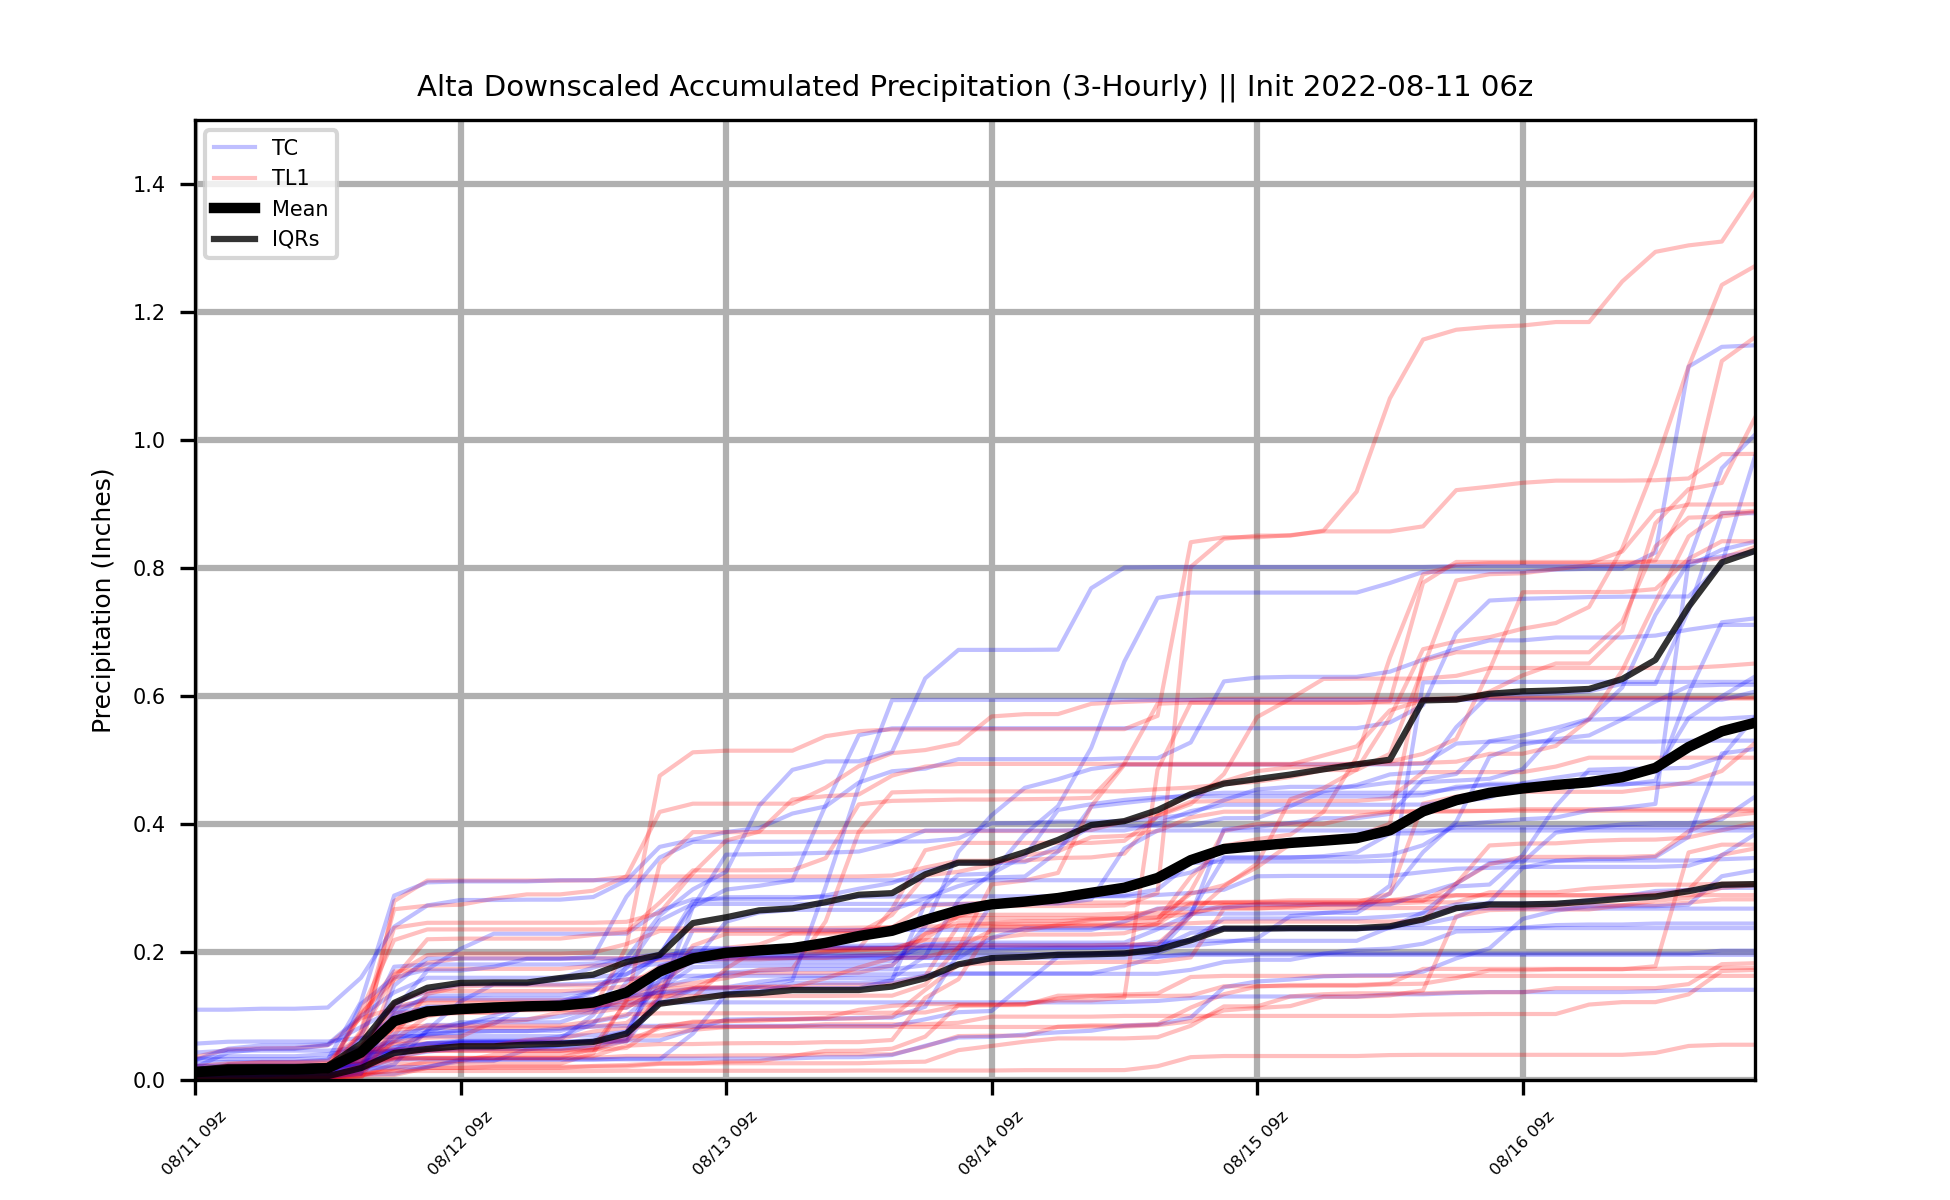 Alta Downscaled Accumulated Precipitation (3-Hourly) || Init 2022-08-11 06z
TC
TL1
Mean
IQRs
Precipitation (Inches)
1.4
1.2
1.0
0.8
0.6
0.4
0.2
0.0
08/11 09z
08/12 09z
08/13 09z
08/14 09z
08/15 09z
08/16 09z